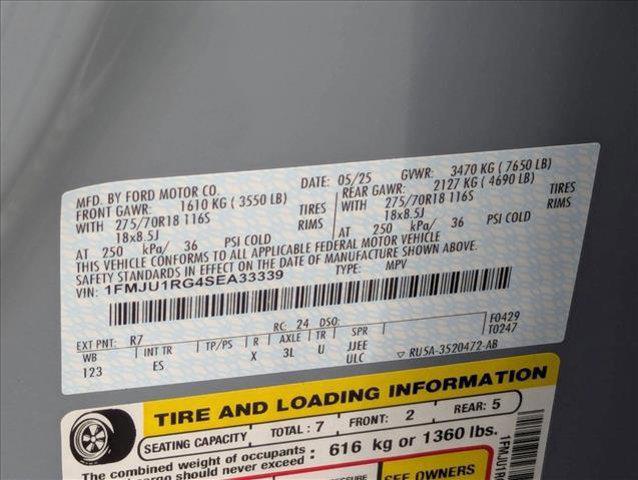 MFD. BY FORD MOTOR CO.
DATE: 05/25
GVWR: 3470 KG ( 7650 LB)
FRONT GAWR: 1610 KG ( 3550 LB)
REAR GAWR: 2127 KG ( 4690 LB)
WITH 275/70R18 116S TIRES
275/70R18 116S TIRES
18x8.5J RIMS
18x8.5J RIMS
AT 250 kPa/ 36 PSI COLD
AT 250 kPa/ 36 PSI COLD
THIS VEHICLE CONFORMS TO ALL APPLICABLE FEDERAL MOTOR VEHICLE
SAFETY STANDARDS IN EFFECT ON THE DATE OF MANUFACTURE SHOWN ABOVE.
VIN: 1FMJU1RG4SEA33339
TYPE: MPV
F0429
T0247
EXT PNT: R7
RC: 24 DSO:
WB INT TR TP/PS R AXLE TR SPR
123 ES X 3L U JJEE
ULC
▽ RU5A-3520472-AB
TIRE AND LOADING INFORMATION
SEATING CAPACITY TOTAL : 7 FRONT: 2 REAR: 5
The combined weight of occupants : 616 kg or 1360 lbs.
and cargo should never exceed
SEE OWNERS
1FMJU1RG